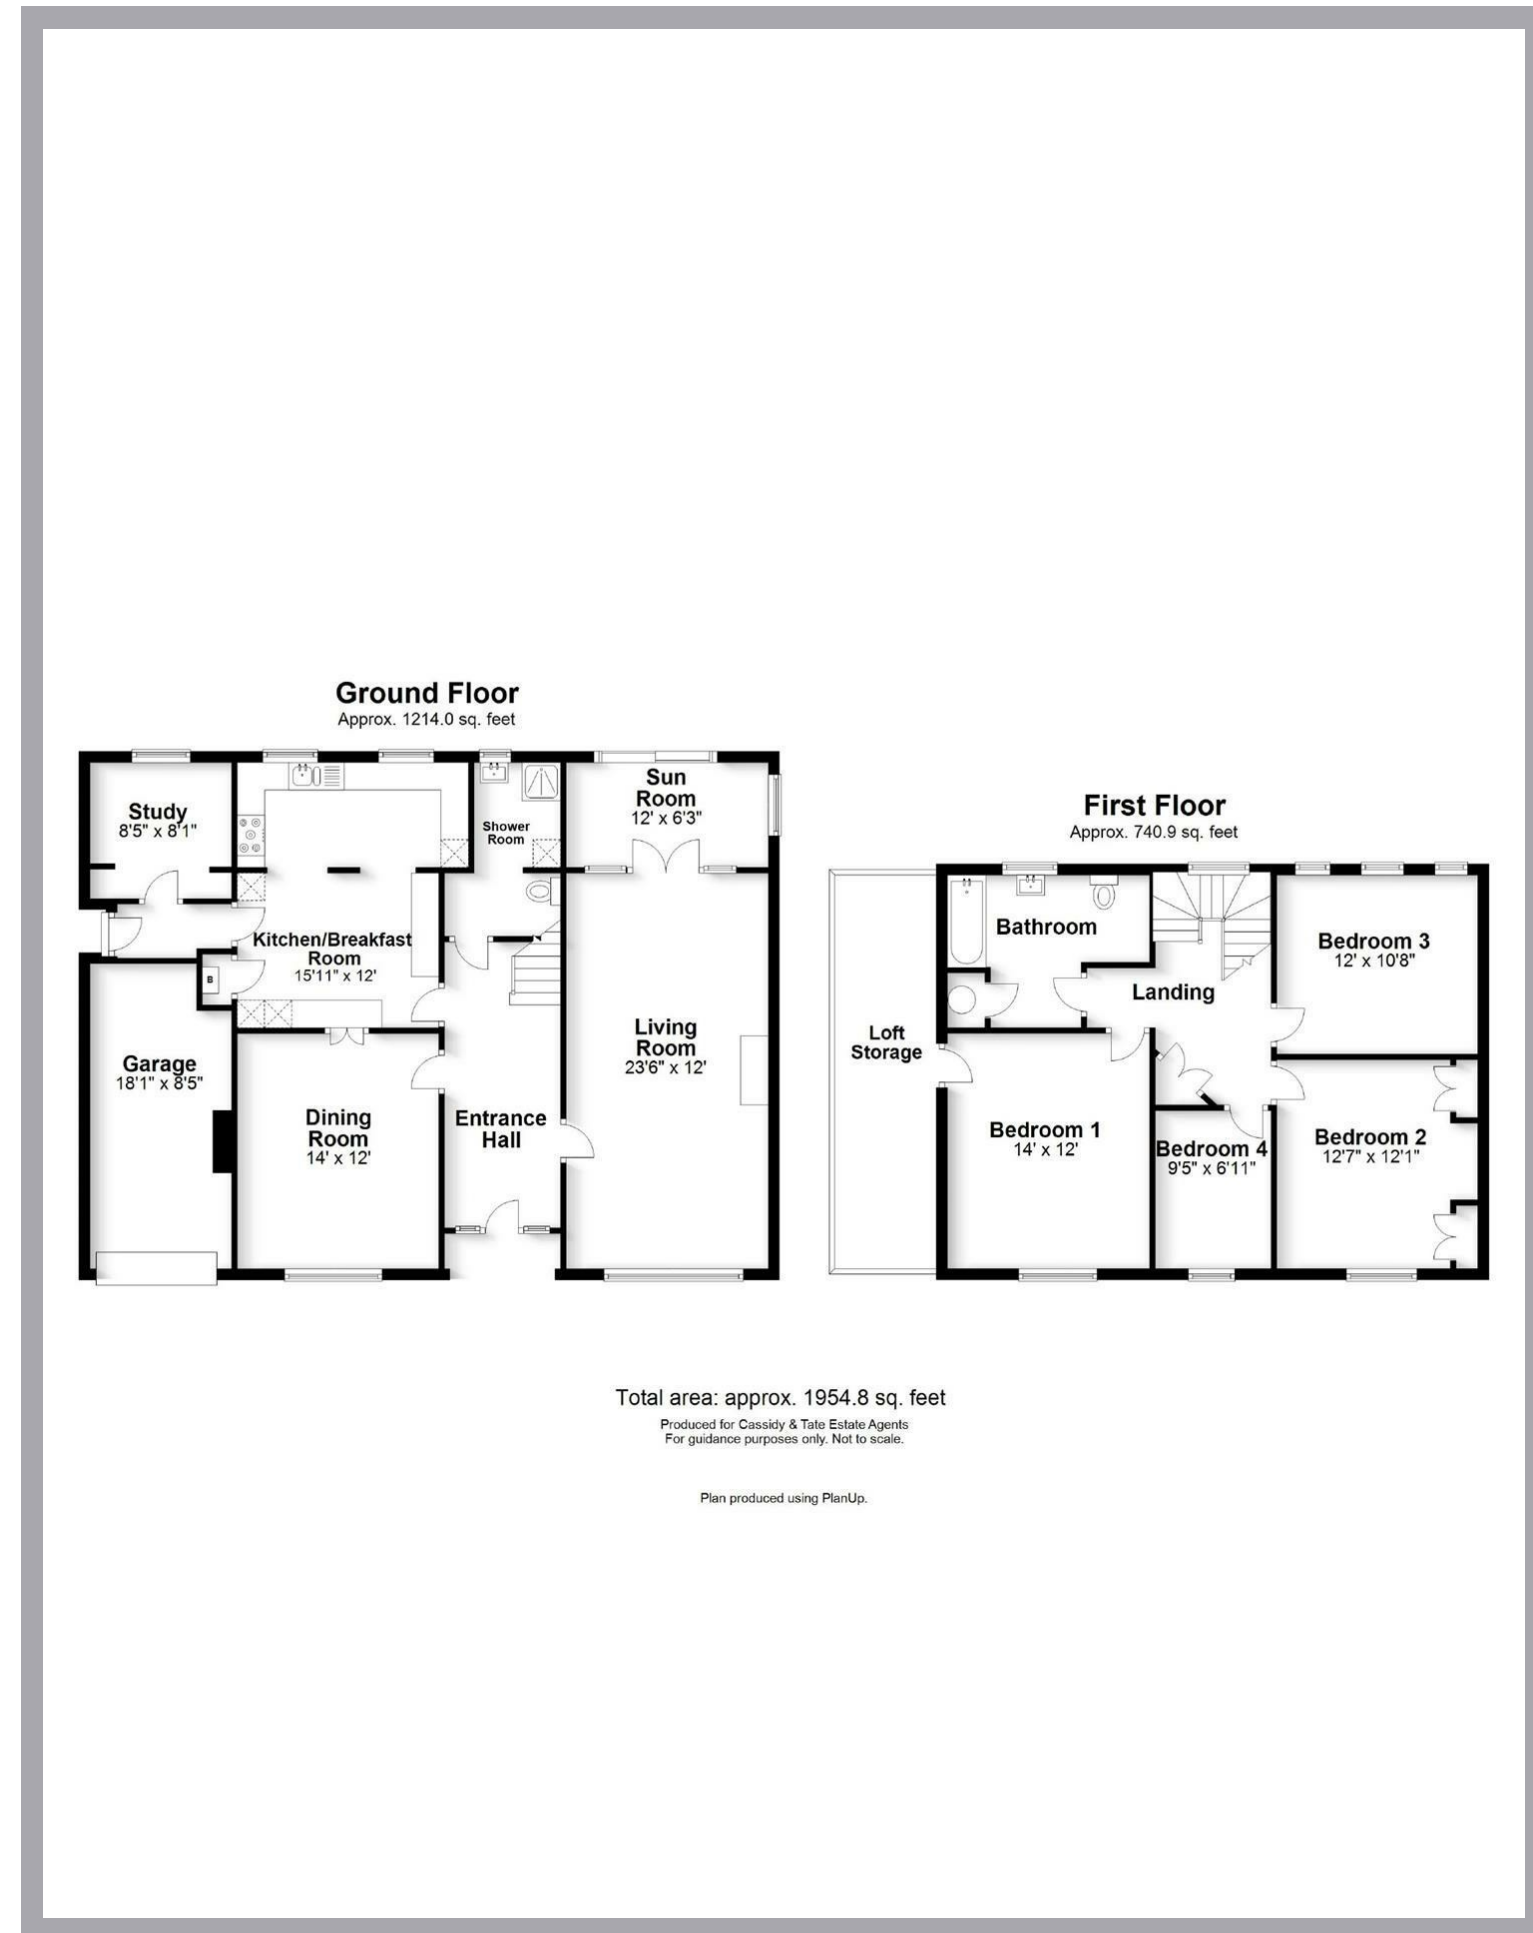 Ground Floor
Approx. 1214.0 sq. feet
Study
8'5" x 8'1"
Shower
Room
Sun
Room
12' x 6'3"
Kitchen/Breakfast
Room
15'11" x 12'
B
Garage
18'1" x 8'5"
Dining
Room
14' x 12'
Entrance
Hall
Living
Room
23'6" x 12'
First Floor
Approx. 740.9 sq. feet
Bathroom
Landing
Bedroom 3
12' x 10'8"
Loft
Storage
Bedroom 1
14' x 12'
Bedroom 4
9'5" x 6'11"
Bedroom 2
12'7" x 12'1"
Total area: approx. 1954.8 sq. feet
Produced for Cassidy & Tate Estate Agents
For guidance purposes only. Not to scale.
Plan produced using PlanUp.